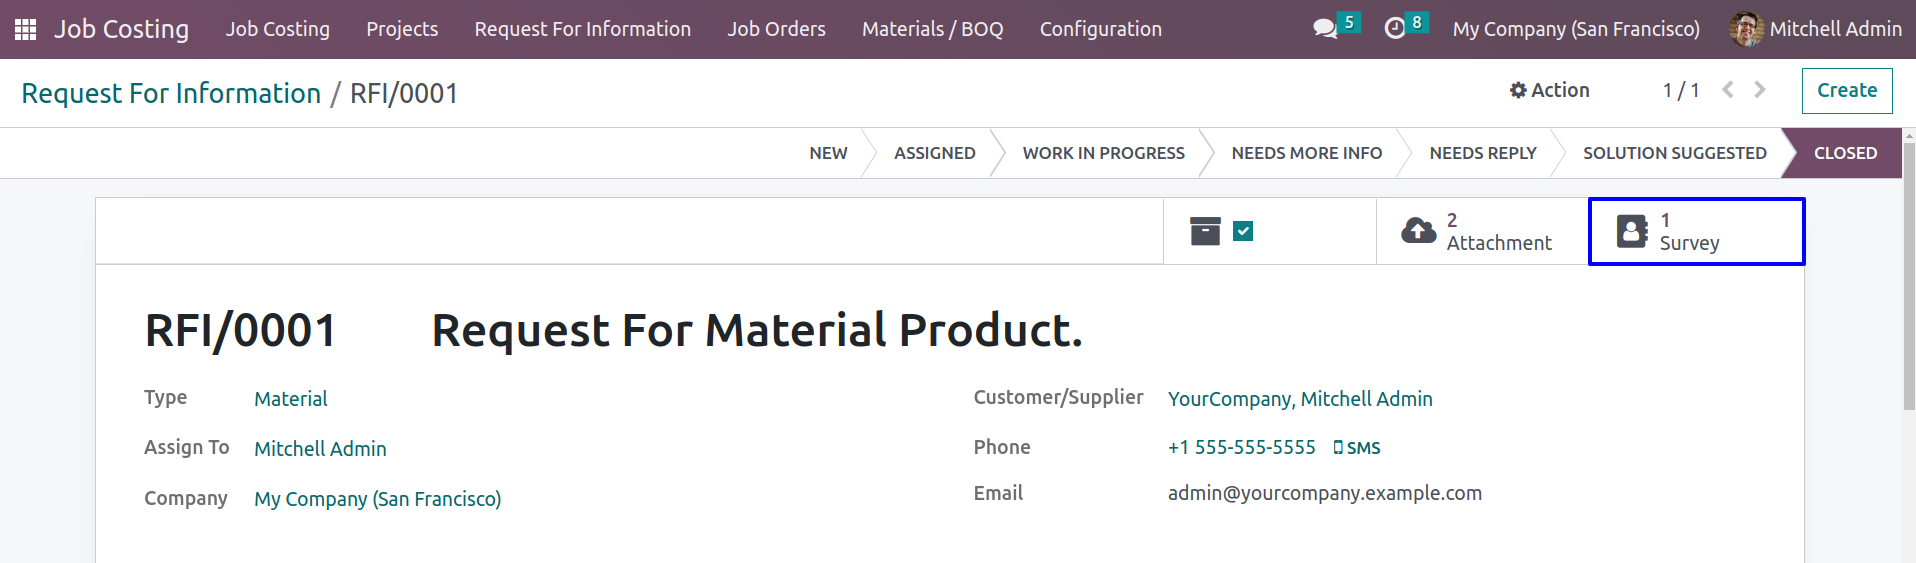 Job Costing Job Costing Projects Request For Information Job Orders Materials / BOQ Configuration 5 8 My Company (San Francisco) Mitchell Admin
Request For Information / RFI/0001 Action 1 / 1 Create
NEW ASSIGNED WORK IN PROGRESS NEEDS MORE INFO NEEDS REPLY SOLUTION SUGGESTED CLOSED
2 Attachment
1 Survey
RFI/0001 Request For Material Product.
Type Material Customer/Supplier YourCompany, Mitchell Admin
Assign To Mitchell Admin Phone +1 555-555-5555 SMS
Company My Company (San Francisco) Email admin@yourcompany.example.com